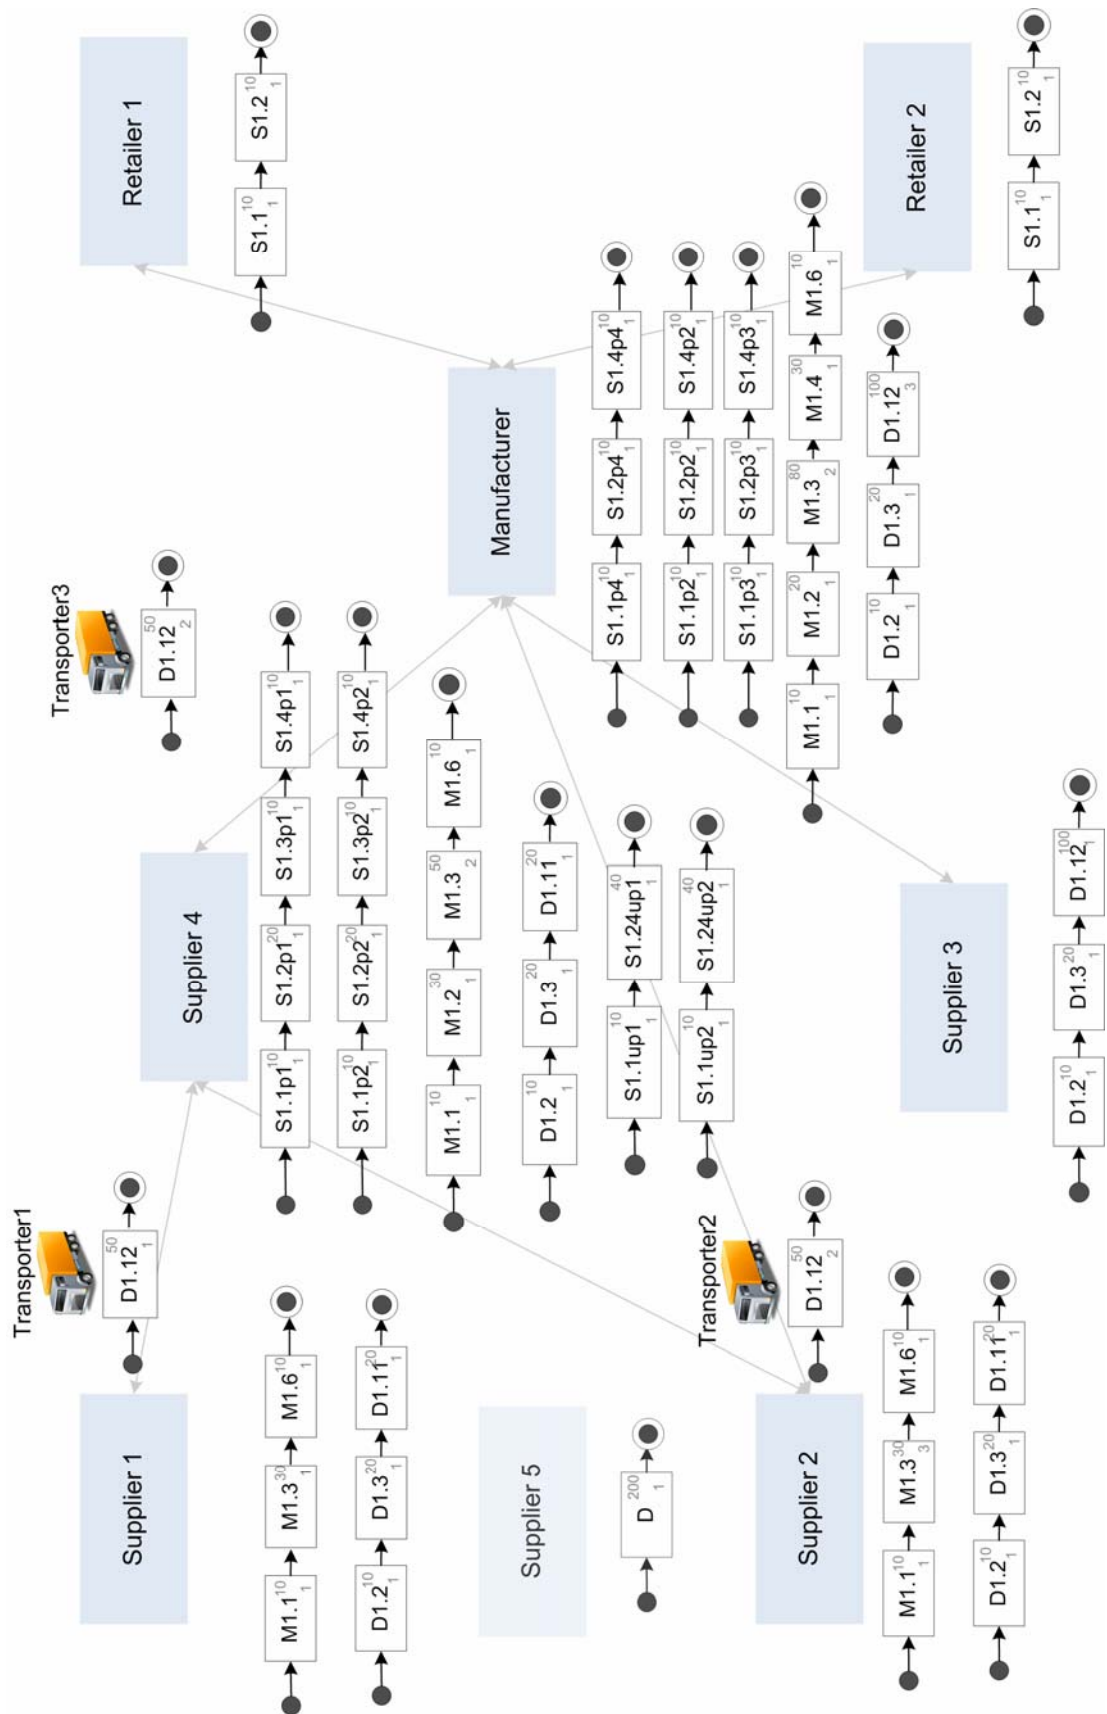 Supplier 1
M1.1 10 1
M1.3 30 1
M1.6 10 1
D1.2 10 1
D1.3 20 1
D1.11 20 1
Transporter1
D1.12 50 1
Supplier 5
D 200 1
Supplier 2
M1.1 10 1
M1.3 30 3
M1.6 10 1
D1.2 10 1
D1.3 20 1
D1.11 20 1
Transporter2
D1.12 50 2
Supplier 4
S1.1p1 10 1
S1.2p1 20 1
S1.3p1 10 1
S1.4p1 10 1
S1.1p2 10 1
S1.2p2 20 1
S1.3p2 10 1
S1.4p2 10 1
M1.1 10 1
M1.2 30 1
M1.3 50 2
M1.6 10 1
D1.2 10 1
D1.3 20 1
D1.11 20 1
S1.1up1 10 1
S1.24up1 40 1
S1.1up2 10 1
S1.24up2 40 1
Supplier 3
D1.2 10 1
D1.3 20 1
D1.12 100 1
Transporter3
D1.12 50 2
Manufacturer
S1.1p4 10 1
S1.2p4 10 1
S1.4p4 10 1
S1.1p2 10 1
S1.2p2 10 1
S1.4p2 10 1
S1.1p3 10 1
S1.2p3 10 1
S1.4p3 10 1
M1.1 10 1
M1.2 20 1
M1.3 80 2
M1.4 30 1
M1.6 10 1
D1.2 10 1
D1.3 20 1
D1.12 100 3
Retailer 1
S1.1 10 1
S1.2 10 1
Retailer 2
S1.1 10 1
S1.2 10 1